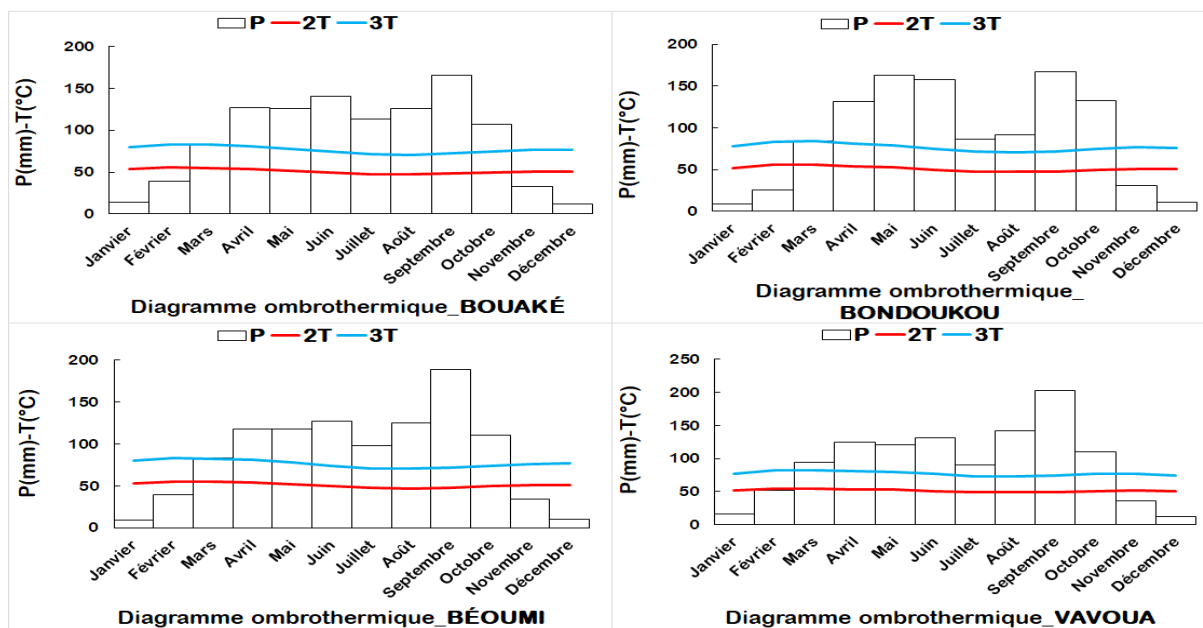 P 2T 3T
P(mm)-T(°C)
200
150
100
50
0
Janvier Février Mars Avril Mai Juin Juillet Août Septembre Octobre Novembre Décembre
Diagramme ombrothermique_BOUAKÉ
P 2T 3T
P(mm)-T(°C)
200
150
100
50
0
Janvier Février Mars Avril Mai Juin Juillet Août Septembre Octobre Novembre Décembre
Diagramme ombrothermique_
BONDOUKOU
P 2T 3T
P(mm)-T(°C)
200
150
100
50
0
Janvier Février Mars Avril Mai Juin Juillet Août Septembre Octobre Novembre Décembre
Diagramme ombrothermique_BÉOUMI
P 2T 3T
P(mm)-T(°C)
250
200
150
100
50
0
Janvier Février Mars Avril Mai Juin Juillet Août Septembre Octobre Novembre Décembre
Diagramme ombrothermique_VAVOUA